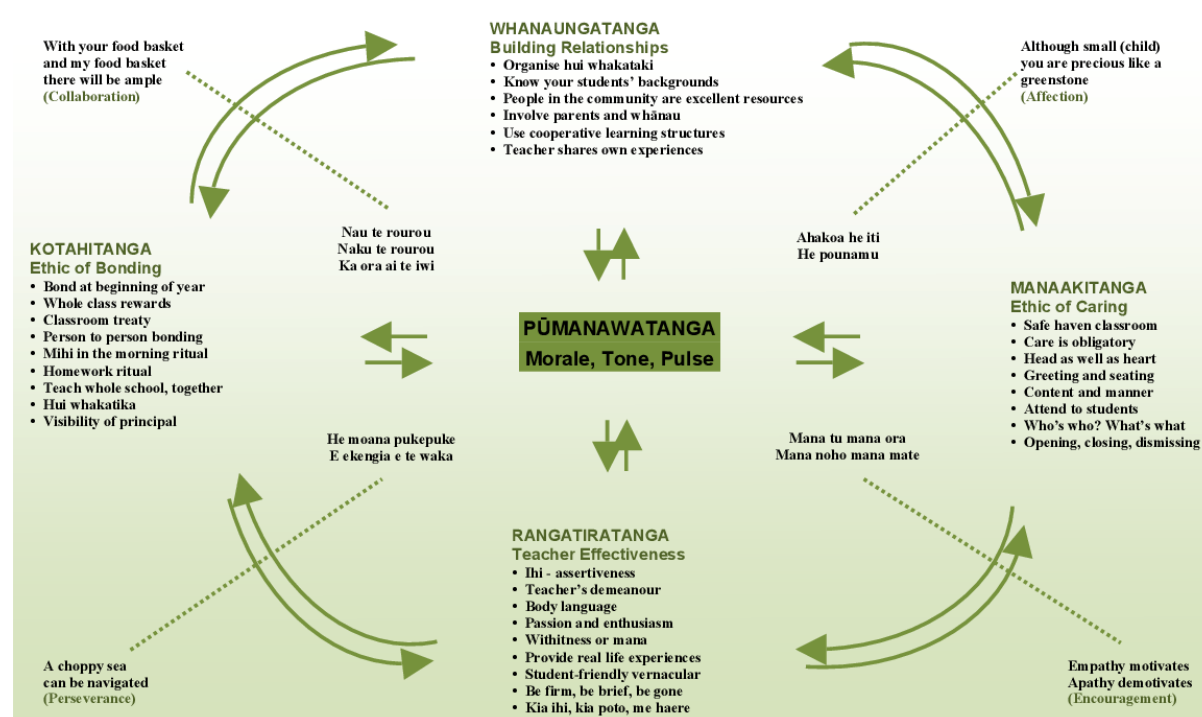 With your food basket
and my food basket
there will be ample
(Collaboration)
WHANAUNGATANGA
Building Relationships
• Organise hui whakataki
• Know your students' backgrounds
• People in the community are excellent resources
• Involve parents and whānau
• Use cooperative learning structures
• Teacher shares own experiences
Although small (child)
you are precious like a
greenstone
(Affection)
Nau te rourou
Naku te rourou
Ka ora ai te iwi
Ahakoa he iti
He pounamu
KOTAHITANGA
Ethic of Bonding
• Bond at beginning of year
• Whole class rewards
• Classroom treaty
• Person to person bonding
• Mihi in the morning ritual
• Homework ritual
• Teach whole school, together
• Hui whakatika
• Visibility of principal
PŪMANAWATANGA
Morale, Tone, Pulse
MANAAKITANGA
Ethic of Caring
• Safe haven classroom
• Care is obligatory
• Head as well as heart
• Greeting and seating
• Content and manner
• Attend to students
• Who's who? What's what
• Opening, closing, dismissing
He moana pukepuke
E ekengia e te waka
Mana tu mana ora
Mana noho mana mate
RANGATIRATANGA
Teacher Effectiveness
• Ihi - assertiveness
• Teacher's demeanour
• Body language
• Passion and enthusiasm
• Withitness or mana
• Provide real life experiences
• Student-friendly vernacular
• Be firm, be brief, be gone
• Kia ihi, kia poto, me haere
A choppy sea
can be navigated
(Perseverance)
Empathy motivates
Apathy demotivates
(Encouragement)